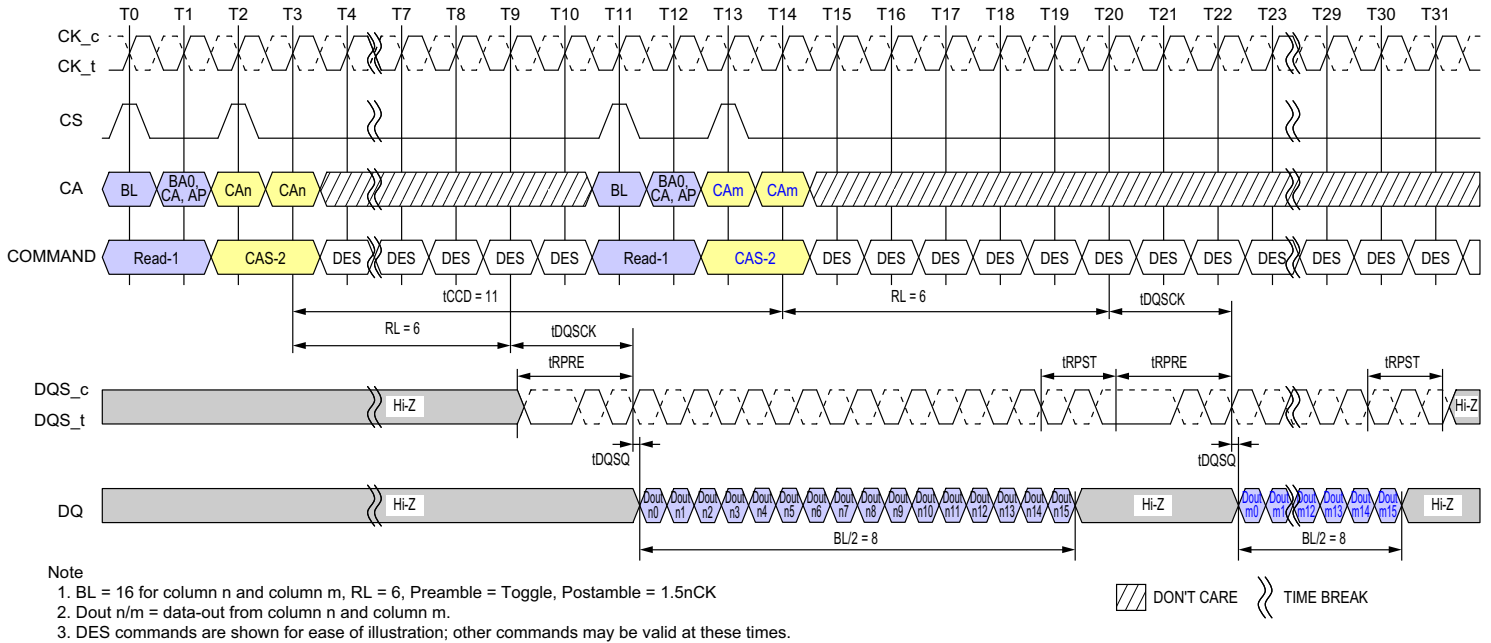 T0 T1 T2 T3 T4 T7 T8 T9 T10 T11 T12 T13 T14 T15 T16 T17 T18 T19 T20 T21 T22 T23 T29 T30 T31
CK_c
CK_t
CS
CA BL BA0, CA, AP CAn CAn BL BA0, CA, AP CAm CAm
COMMAND Read-1 CAS-2 DES DES DES DES DES Read-1 CAS-2 DES DES DES DES DES DES DES DES DES DES DES DES
tCCD = 11 RL = 6 tDQSCK
RL = 6 tDQSCK
tRPRE tRPST tRPRE tRPST
DQS_c
DQS_t
Hi-Z Hi-Z
tDQSQ tDQSQ
DQ Hi-Z Dout n0 Dout n1 Dout n2 Dout n3 Dout n4 Dout n5 Dout n6 Dout n7 Dout n8 Dout n9 Dout n10 Dout n11 Dout n12 Dout n13 Dout n14 Dout n15 Hi-Z Dout m0 Dout m1 Dout m12 Dout m13 Dout m14 Dout m15 Hi-Z
BL/2 = 8 BL/2 = 8
Note
1. BL = 16 for column n and column m, RL = 6, Preamble = Toggle, Postamble = 1.5nCK
2. Dout n/m = data-out from column n and column m.
3. DES commands are shown for ease of illustration; other commands may be valid at these times.
DON'T CARE TIME BREAK